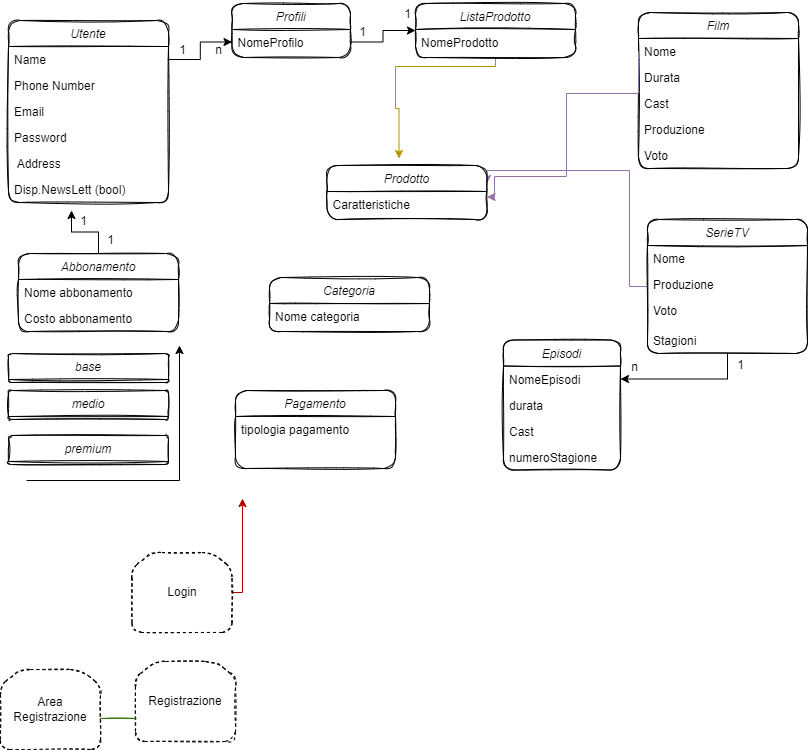 Utente
Name
Phone Number
Email
Password
Address
Disp.NewsLett (bool)
1
n
Profili
NomeProfilo
1
1
ListaProdotto
NomeProdotto
Film
Nome
Durata
Cast
Produzione
Voto
Prodotto
Caratteristiche
1
1
Abbonamento
Nome abbonamento
Costo abbonamento
base
medio
premium
Categoria
Nome categoria
Pagamento
tipologia pagamento
SerieTV
Nome
Produzione
Voto
Stagioni
1
n
Episodi
NomeEpisodi
durata
Cast
numeroStagione
Login
Area
Registrazione
Registrazione